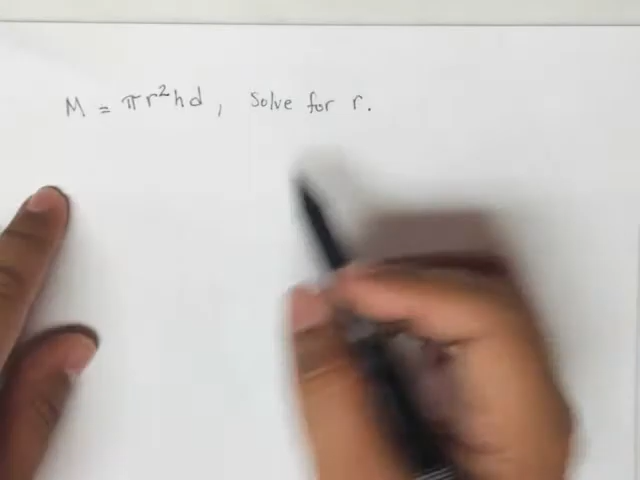 M = πr²hd, Solve for r.